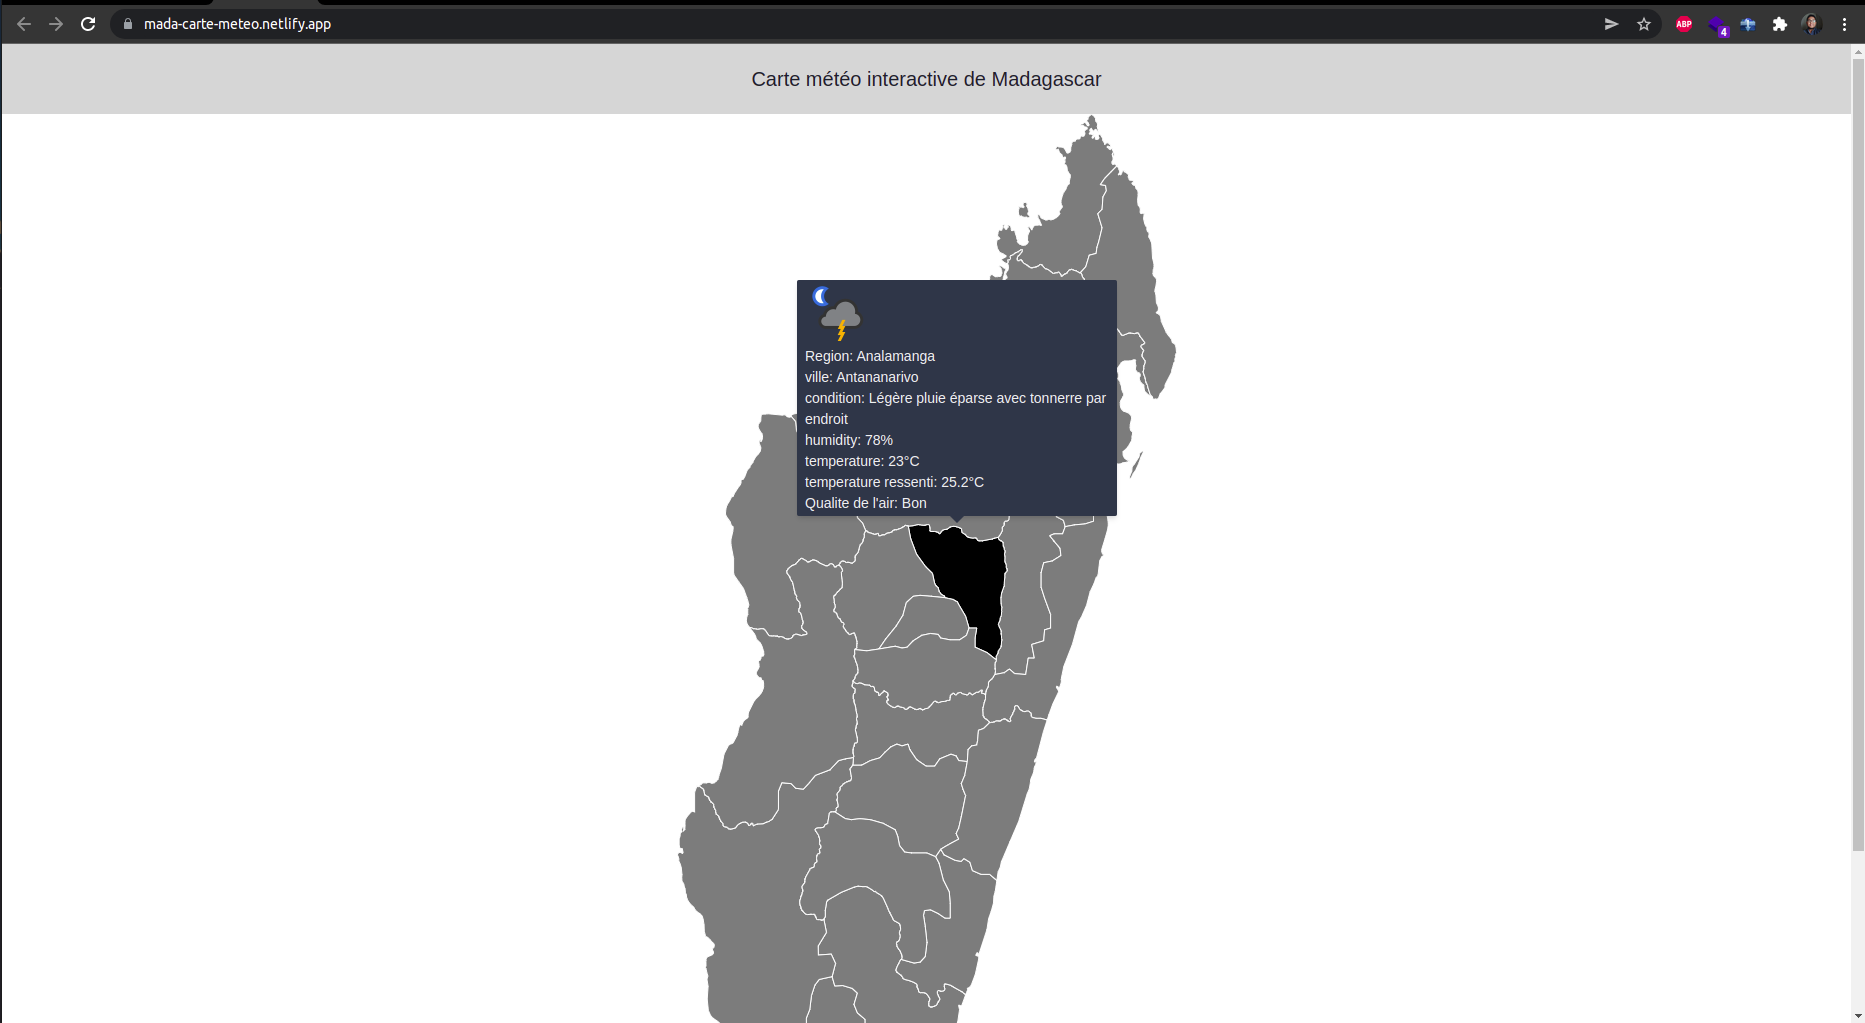 mada-carte-meteo.netlify.app
ABP
4
Carte météo interactive de Madagascar
Region: Analamanga
ville: Antananarivo
condition: Légère pluie éparse avec tonnerre par
endroit
humidity: 78%
temperature: 23°C
temperature ressenti: 25.2°C
Qualite de l'air: Bon